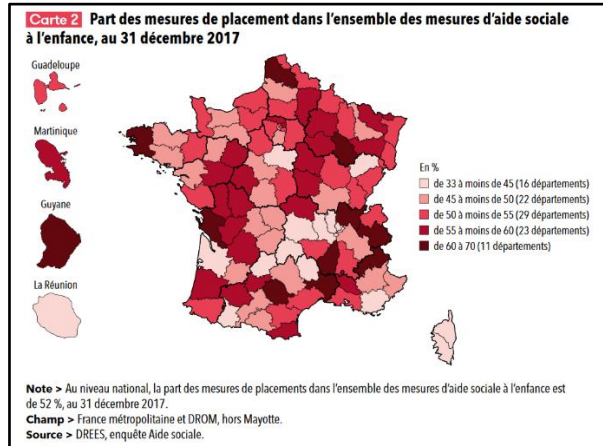 Carte 2 Part des mesures de placement dans l'ensemble des mesures d'aide sociale
à l'enfance, au 31 décembre 2017
Guadeloupe
Martinique
Guyane
La Réunion
En %
de 33 à moins de 45 (16 départements)
de 45 à moins de 50 (22 départements)
de 50 à moins de 55 (29 départements)
de 55 à moins de 60 (23 départements)
de 60 à 70 (11 départements)
Note > Au niveau national, la part des mesures de placements dans l'ensemble des mesures d'aide sociale à l'enfance est
de 52 %, au 31 décembre 2017.
Champ > France métropolitaine et DROM, hors Mayotte.
Source > DREES, enquête Aide sociale.